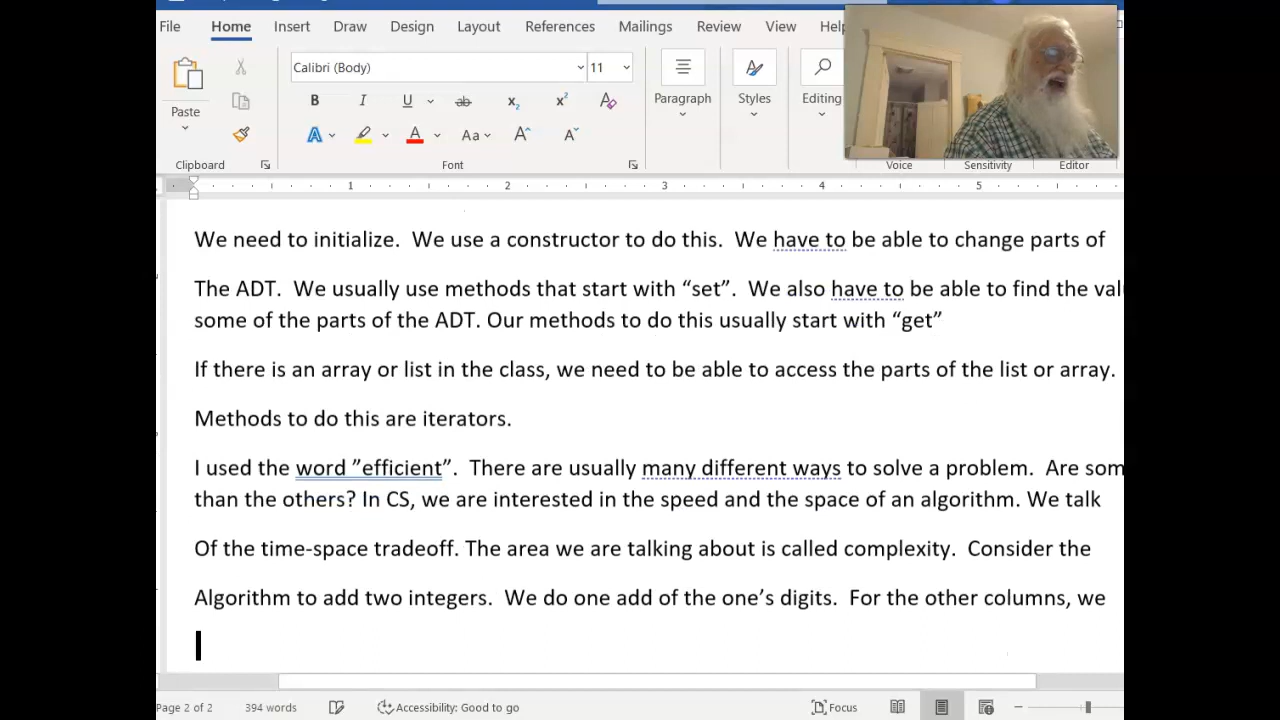 File Home Insert Draw Design Layout References Mailings Review View Help
Calibri (Body) 11
Paste Paragraph Styles Editing
B I U ab x2 x2 A
A A Aa A A
Clipboard Font Voice Sensitivity Editor
1 2 3 4 5
We need to initialize. We use a constructor to do this. We have to be able to change parts of
The ADT. We usually use methods that start with “set”. We also have to be able to find the
some of the parts of the ADT. Our methods to do this usually start with “get”
If there is an array or list in the class, we need to be able to access the parts of the list or array.
Methods to do this are iterators.
I used the word ”efficient”. There are usually many different ways to solve a problem. Are
than the others? In CS, we are interested in the speed and the space of an algorithm. We talk
Of the time-space tradeoff. The area we are talking about is called complexity. Consider the
Algorithm to add two integers. We do one add of the one’s digits. For the other columns, we
Page 2 of 2 394 words Accessibility: Good to go Focus